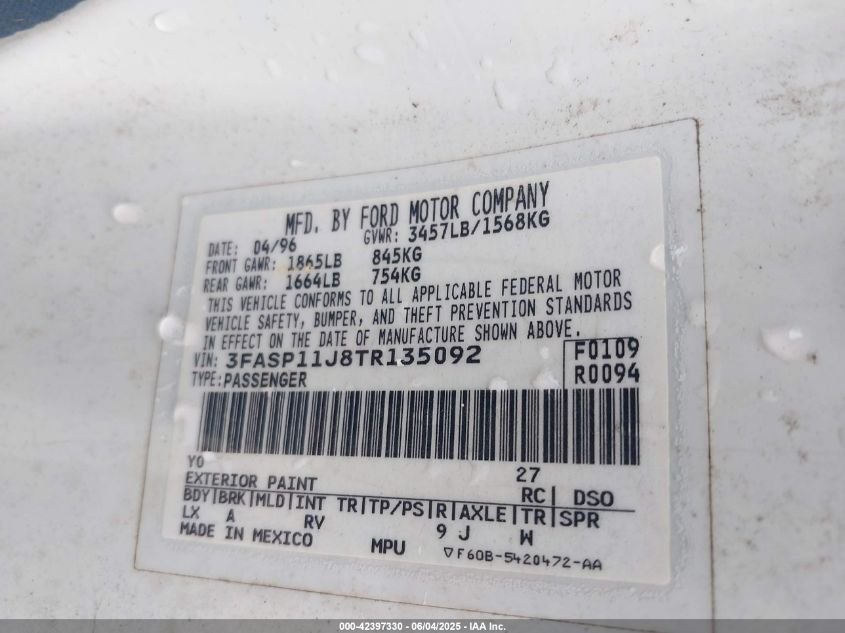 MFD. BY FORD MOTOR COMPANY
DATE: 04/96 GVWR: 3457LB/1568KG
FRONT GAWR: 1865LB 845KG
REAR GAWR: 1664LB 754KG
THIS VEHICLE CONFORMS TO ALL APPLICABLE FEDERAL MOTOR
VEHICLE SAFETY, BUMPER, AND THEFT PREVENTION STANDARDS
IN EFFECT ON THE DATE OF MANUFACTURE SHOWN ABOVE.
VIN: 3FASP11J8TR135092 F0109
TYPE: PASSENGER R0094
YO 27
EXTERIOR PAINT RC| DSO
BDY|BRK|MLD|INT TR|TP/PS|R|AXLE|TR|SPR
LX A RV 9 J W
MADE IN MEXICO MPU ▽F60B-5420472-AA
000-42397330 - 06/04/2025 - IAA Inc.